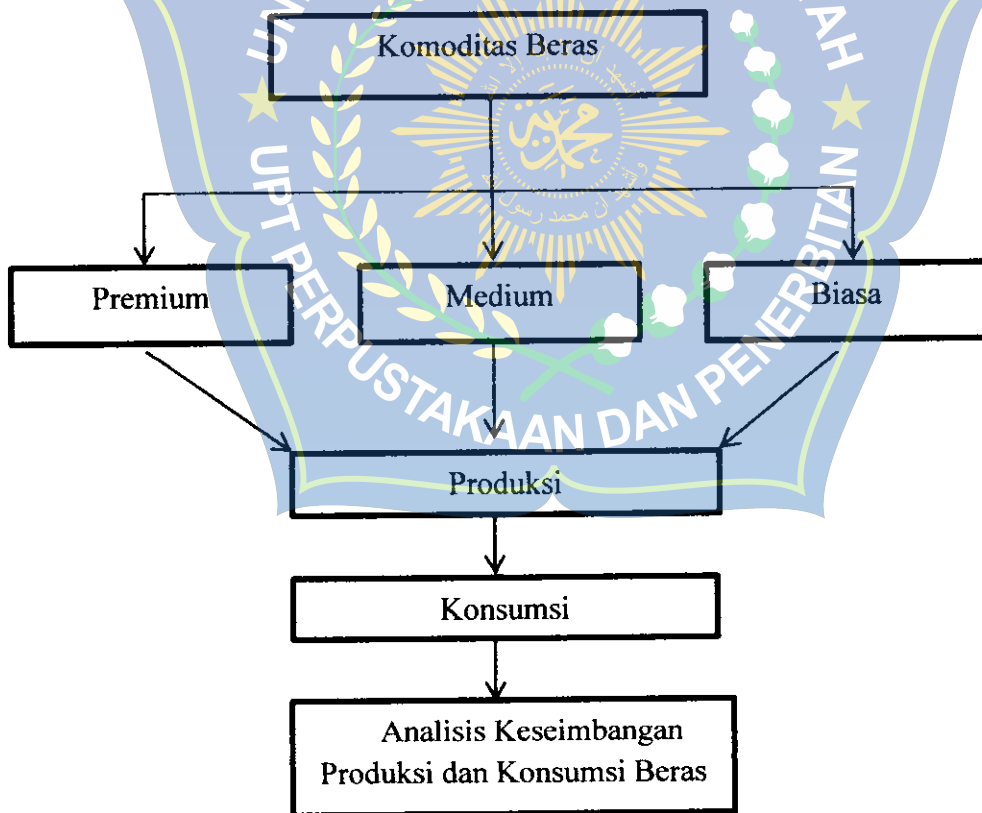 Komoditas Beras
Premium
Medium
Biasa
Produksi
Konsumsi
Analisis Keseimbangan
Produksi dan Konsumsi Beras
UPT PERPUSTAKAAN DAN PENERBITAN